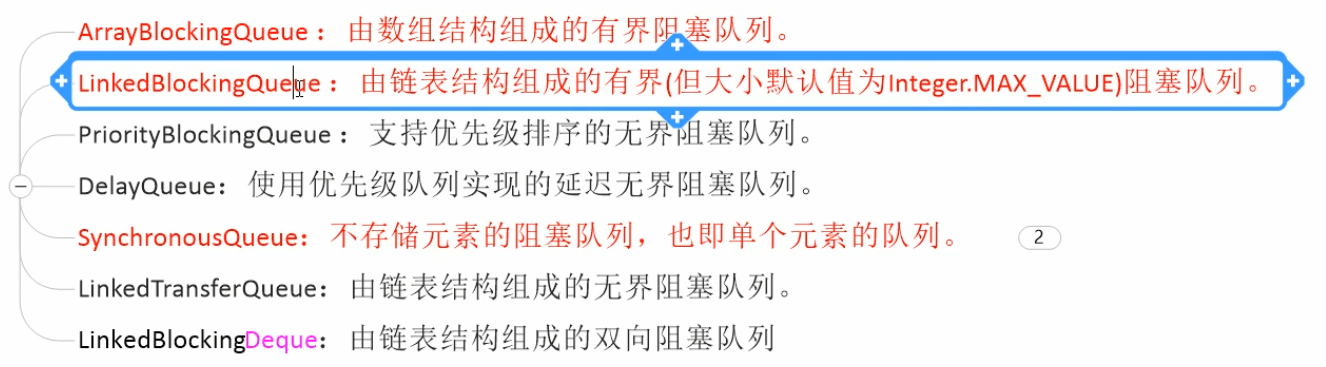 ArrayBlockingQueue： 由数组结构组成的有界阻塞队列。
LinkedBlockingQueue： 由链表结构组成的有界(但大小默认值为Integer.MAX_VALUE)阻塞队列。
PriorityBlockingQueue： 支持优先级排序的无界阻塞队列。
DelayQueue： 使用优先级队列实现的延迟无界阻塞队列。
SynchronousQueue： 不存储元素的阻塞队列，也即单个元素的队列。 2
LinkedTransferQueue： 由链表结构组成的无界阻塞队列。
LinkedBlockingDeque： 由链表结构组成的双向阻塞队列